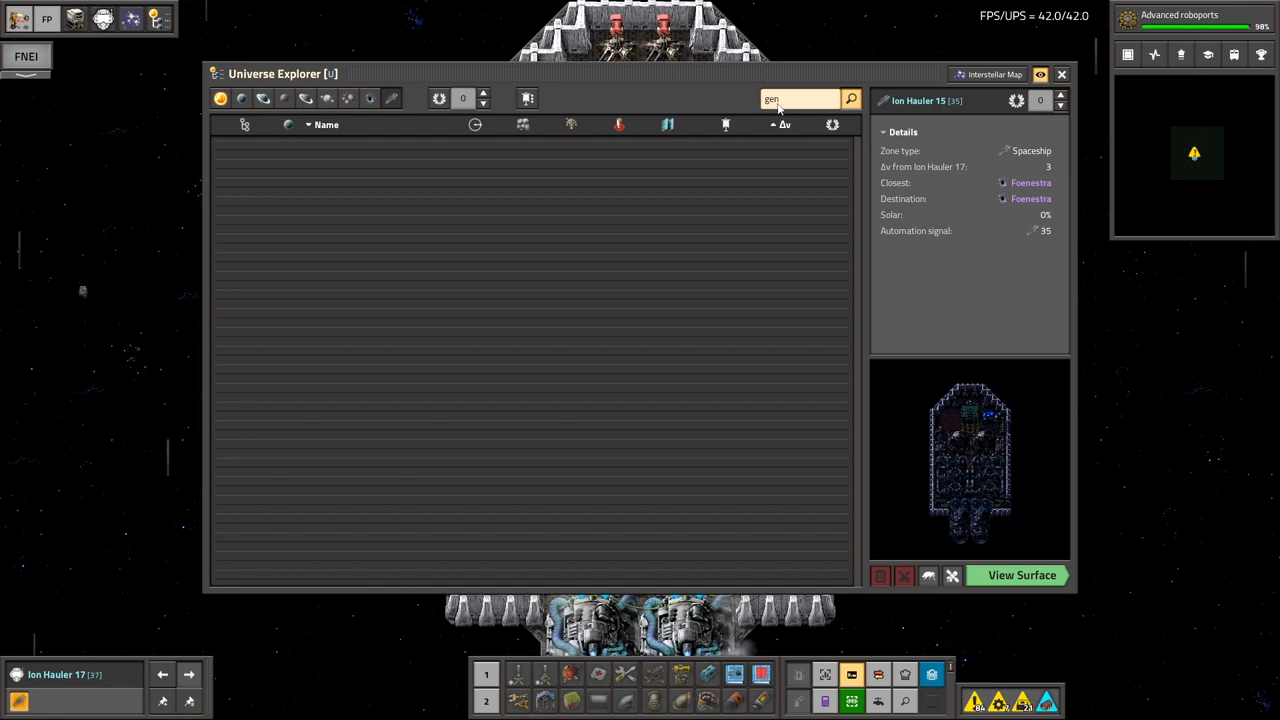 FP
FPS/UPS = 42.0/42.0
Advanced roboports
98%
FNEI
Universe Explorer [U]
Interstellar Map
0
gen
Ion Hauler 15 [35]
0
Name
Δv
Details
Zone type:
Spaceship
Δv from Ion Hauler 17:
3
Closest:
Foenestra
Destination:
Foenestra
Solar:
0%
Automation signal:
35
View Surface
Ion Hauler 17 [37]
1
2